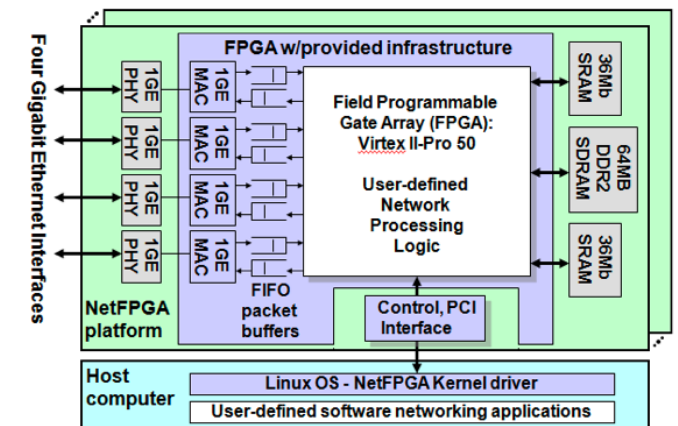 Four Gigabit Ethernet Interfaces
FPGA w/provided infrastructure
1GE
PHY
1GE
MAC
1GE
PHY
1GE
MAC
1GE
PHY
1GE
MAC
1GE
PHY
1GE
MAC
Field Programmable
Gate Array (FPGA):
Virtex II-Pro 50
User-defined
Network
Processing
Logic
36Mb
SRAM
64MB
DDR2
SDRAM
36Mb
SRAM
FIFO
packet
buffers
NetFPGA
platform
Control, PCI
Interface
Host
computer
Linux OS - NetFPGA Kernel driver
User-defined software networking applications